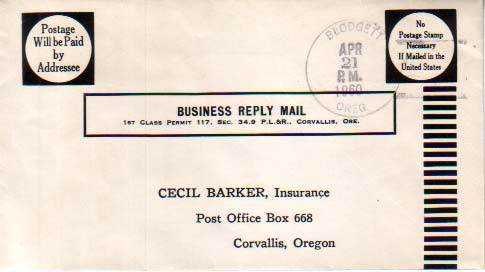 Postage
Will be Paid
by
Addressee
BLODGETT
APR
21
P.M.
1960
OREG.
No
Postage Stamp
Necessary
If Mailed in the
United States
BUSINESS REPLY MAIL
1st Class Permit 117, Sec. 34.9 P.L.&R., Corvallis, Ore.
CECIL BARKER, Insurance
Post Office Box 668
Corvallis, Oregon